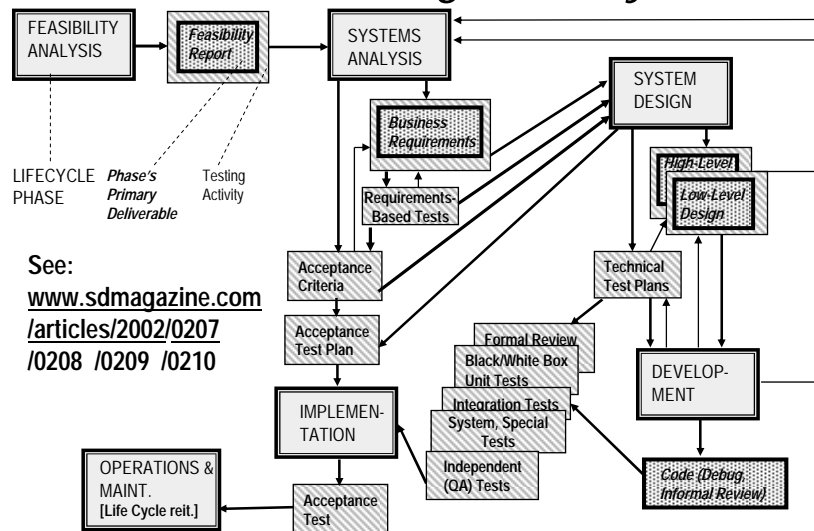 FEASIBILITY
ANALYSIS
Feasibility
Report
SYSTEMS
ANALYSIS
SYSTEM
DESIGN
Business
Requirements
High-Level
Low-Level
Design
LIFECYCLE
PHASE
Phase's
Primary
Deliverable
Testing
Activity
Requirements-
Based Tests
See:
www.sdmagazine.com
/articles/2002/0207
/0208 /0209 /0210
Acceptance
Criteria
Technical
Test Plans
Acceptance
Test Plan
Formal Review
Black/White Box
Unit Tests
Integration Tests
System, Special
Tests
Independent
(QA) Tests
DEVELOP-
MENT
IMPLEMEN-
TATION
OPERATIONS &
MAINT.
[Life Cycle reit.]
Acceptance
Test
Code (Debug,
Informal Review)